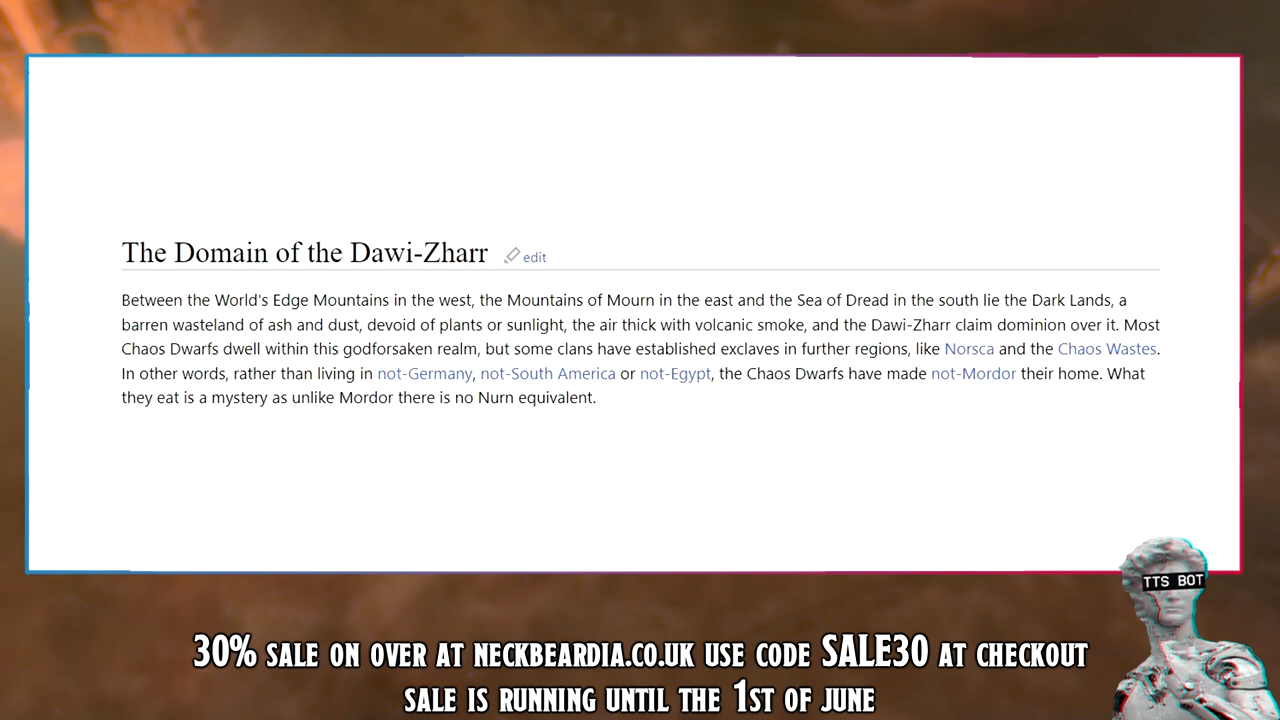 The Domain of the Dawi-Zharr edit
Between the World's Edge Mountains in the west, the Mountains of Mourn in the east and the Sea of Dread in the south lie the Dark Lands, a
barren wasteland of ash and dust, devoid of plants or sunlight, the air thick with volcanic smoke, and the Dawi-Zharr claim dominion over it. Most
Chaos Dwarfs dwell within this godforsaken realm, but some clans have established exclaves in further regions, like Norsca and the Chaos Wastes.
In other words, rather than living in not-Germany, not-South America or not-Egypt, the Chaos Dwarfs have made not-Mordor their home. What
they eat is a mystery as unlike Mordor there is no Nurn equivalent.
TTS BOT
30% SALE ON OVER AT NECKBEARDIA.CO.UK USE CODE SALE30 AT CHECKOUT
SALE IS RUNNING UNTIL THE 1ST OF JUNE